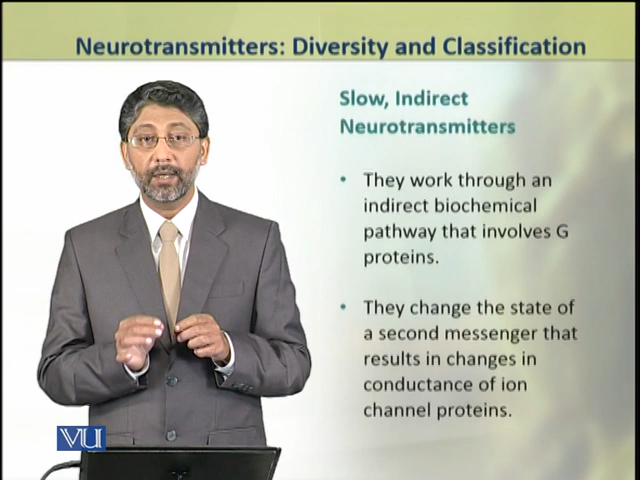 Neurotransmitters: Diversity and Classification
Slow, Indirect
Neurotransmitters
• They work through an
indirect biochemical
pathway that involves G
proteins.
• They change the state of
a second messenger that
results in changes in
conductance of ion
channel proteins.
VU